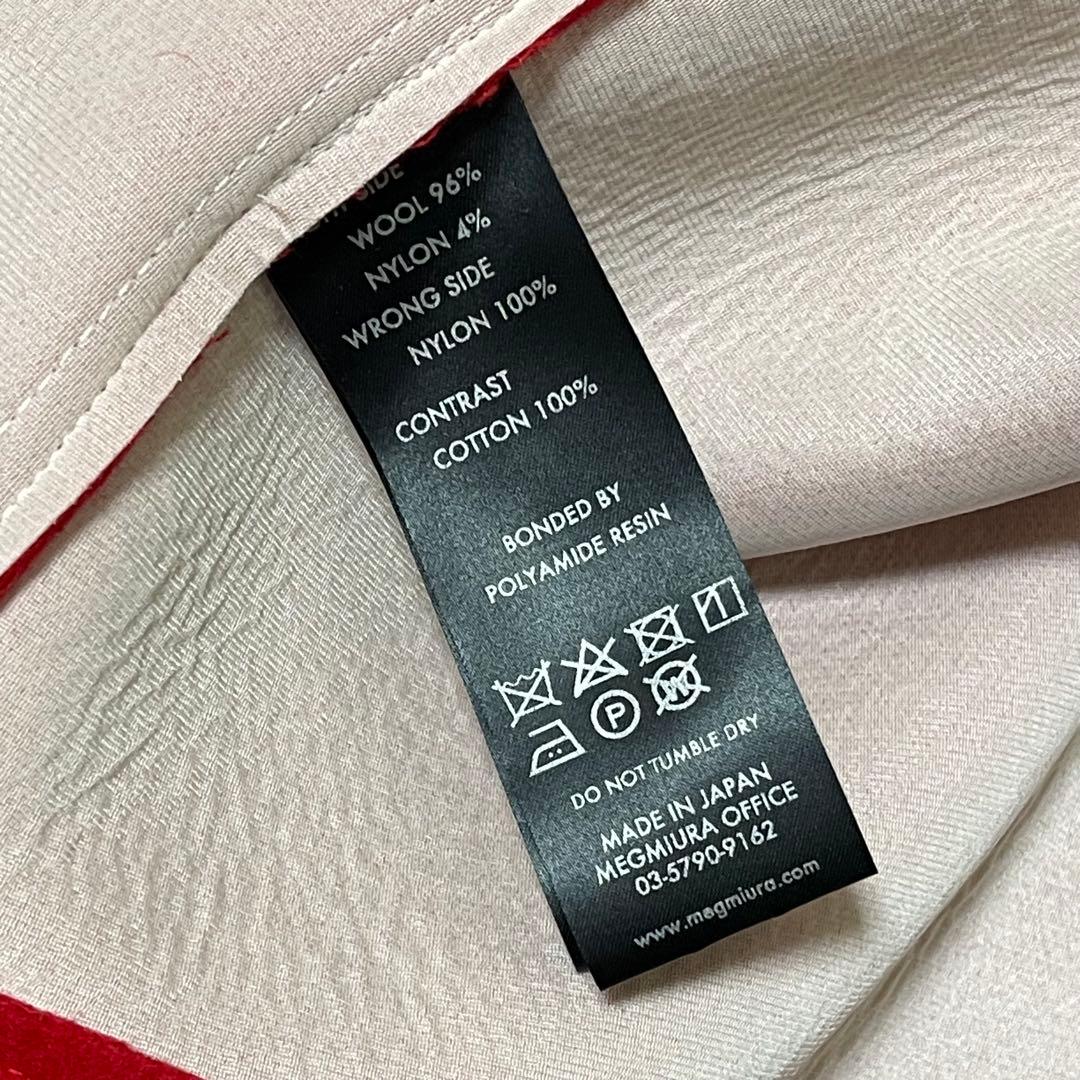 SIDE
WOOL 96%
NYLON 4%
WRONG SIDE
NYLON 100%
CONTRAST
COTTON 100%
BONDED BY
POLYAMIDE RESIN
P
W
DO NOT TUMBLE DRY
MADE IN JAPAN
MEGMIURA OFFICE
03-5790-9162
www.megmiura.com